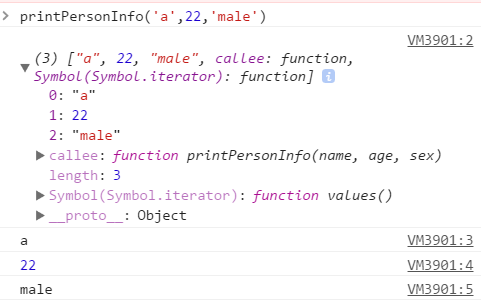 printPersonInfo('a',22,'male')
VM3901:2
(3) ["a", 22, "male", callee: function,
Symbol(Symbol.iterator): function] i
0: "a"
1: 22
2: "male"
callee: function printPersonInfo(name, age, sex)
length: 3
Symbol(Symbol.iterator): function values()
__proto__: Object
a VM3901:3
22 VM3901:4
male VM3901:5